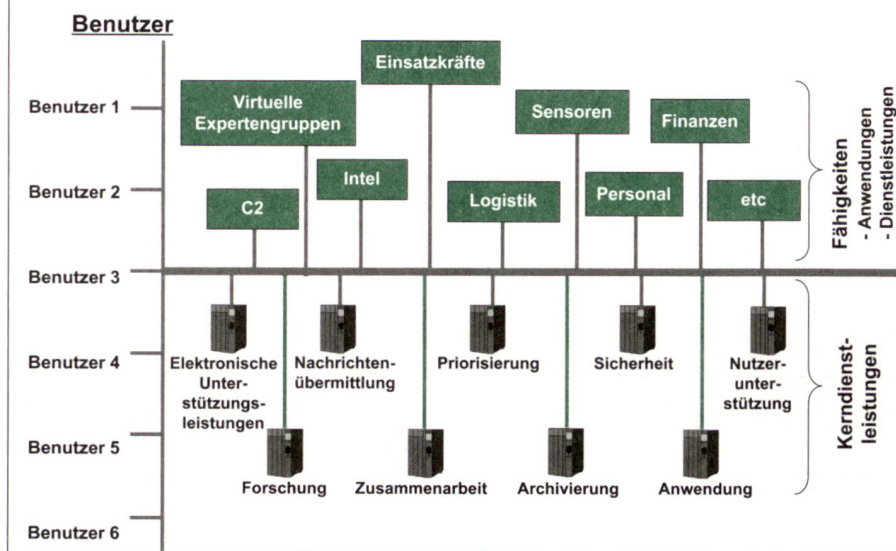 Benutzer
Benutzer 1
Benutzer 2
Benutzer 3
Benutzer 4
Benutzer 5
Benutzer 6
Einsatzkräfte
Virtuelle
Expertengruppen
Sensoren
Finanzen
Intel
C2
Logistik
Personal
etc
Fähigkeiten
- Anwendungen
- Dienstleistungen
Elektronische
Unter-
stützungs-
leistungen
Nachrichten-
übermittlung
Priorisierung
Sicherheit
Nutzer-
unter-
stützung
Forschung
Zusammenarbeit
Archivierung
Anwendung
Kerndienst-
leistungen